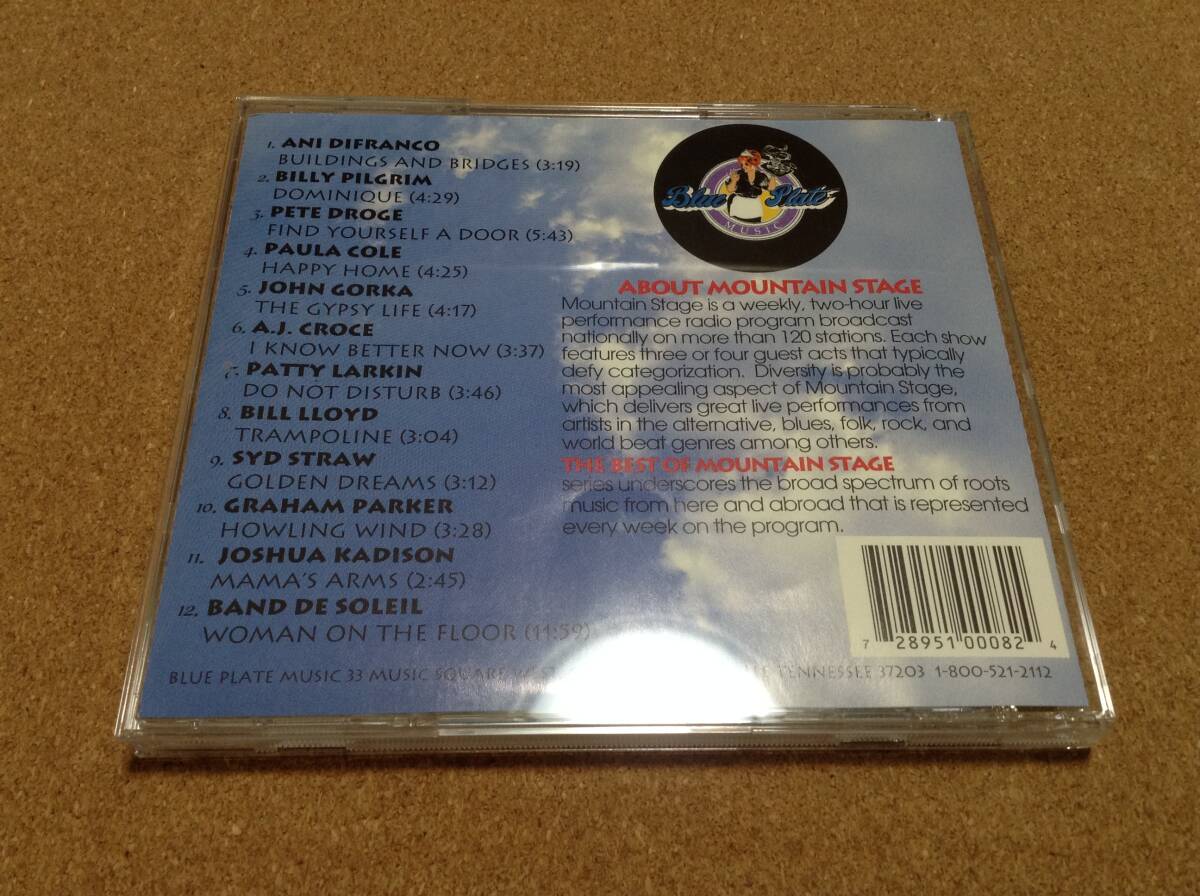 1. ANI DIFRANCO
BUILDINGS AND BRIDGES (3:19)
2. BILLY PILGRIM
DOMINIQUE (4:29)
3. PETE DROGE
FIND YOURSELF A DOOR (5:43)
4. PAULA COLE
HAPPY HOME (4:25)
5. JOHN GORKA
THE GYPSY LIFE (4:17)
6. A.J. CROCE
I KNOW BETTER NOW (3:37)
7. PATTY LARKIN
DO NOT DISTURB (3:46)
8. BILL LLOYD
TRAMPOLINE (3:04)
9. SYD STRAW
GOLDEN DREAMS (3:12)
10. GRAHAM PARKER
HOWLING WIND (3:28)
11. JOSHUA KADISON
MAMA'S ARMS (2:45)
12. BAND DE SOLEIL
WOMAN ON THE FLOOR (11:59)
Blue Plate
MUSIC
ABOUT MOUNTAIN STAGE
Mountain Stage is a weekly, two-hour live
performance radio program broadcast
nationally on more than 120 stations. Each show
features three or four guest acts that typically
defy categorization. Diversity is probably the
most appealing aspect of Mountain Stage,
which delivers great live performances from
artists in the alternative, blues, folk, rock, and
world beat genres among others.
THE BEST OF MOUNTAIN STAGE
series underscores the broad spectrum of roots
music from here and abroad that is represented
every week on the program.
7 28951 00082 4
BLUE PLATE MUSIC 33 MUSIC SQUARE TENNESSEE 37203 1-800-521-2112